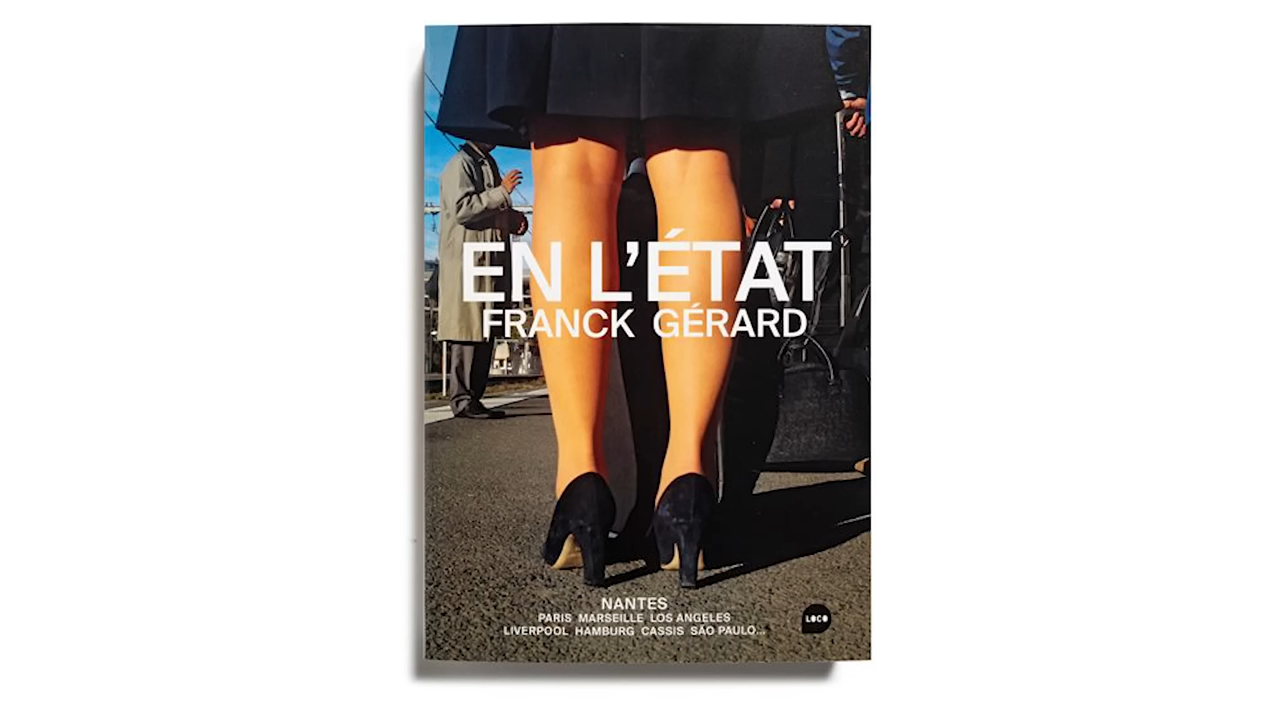 EN L'ÉTAT
FRANCK GÉRARD
NANTES
PARIS MARSEILLE LOS ANGELES
LIVERPOOL HAMBURG CASSIS SÃO PAULO...
LOCO